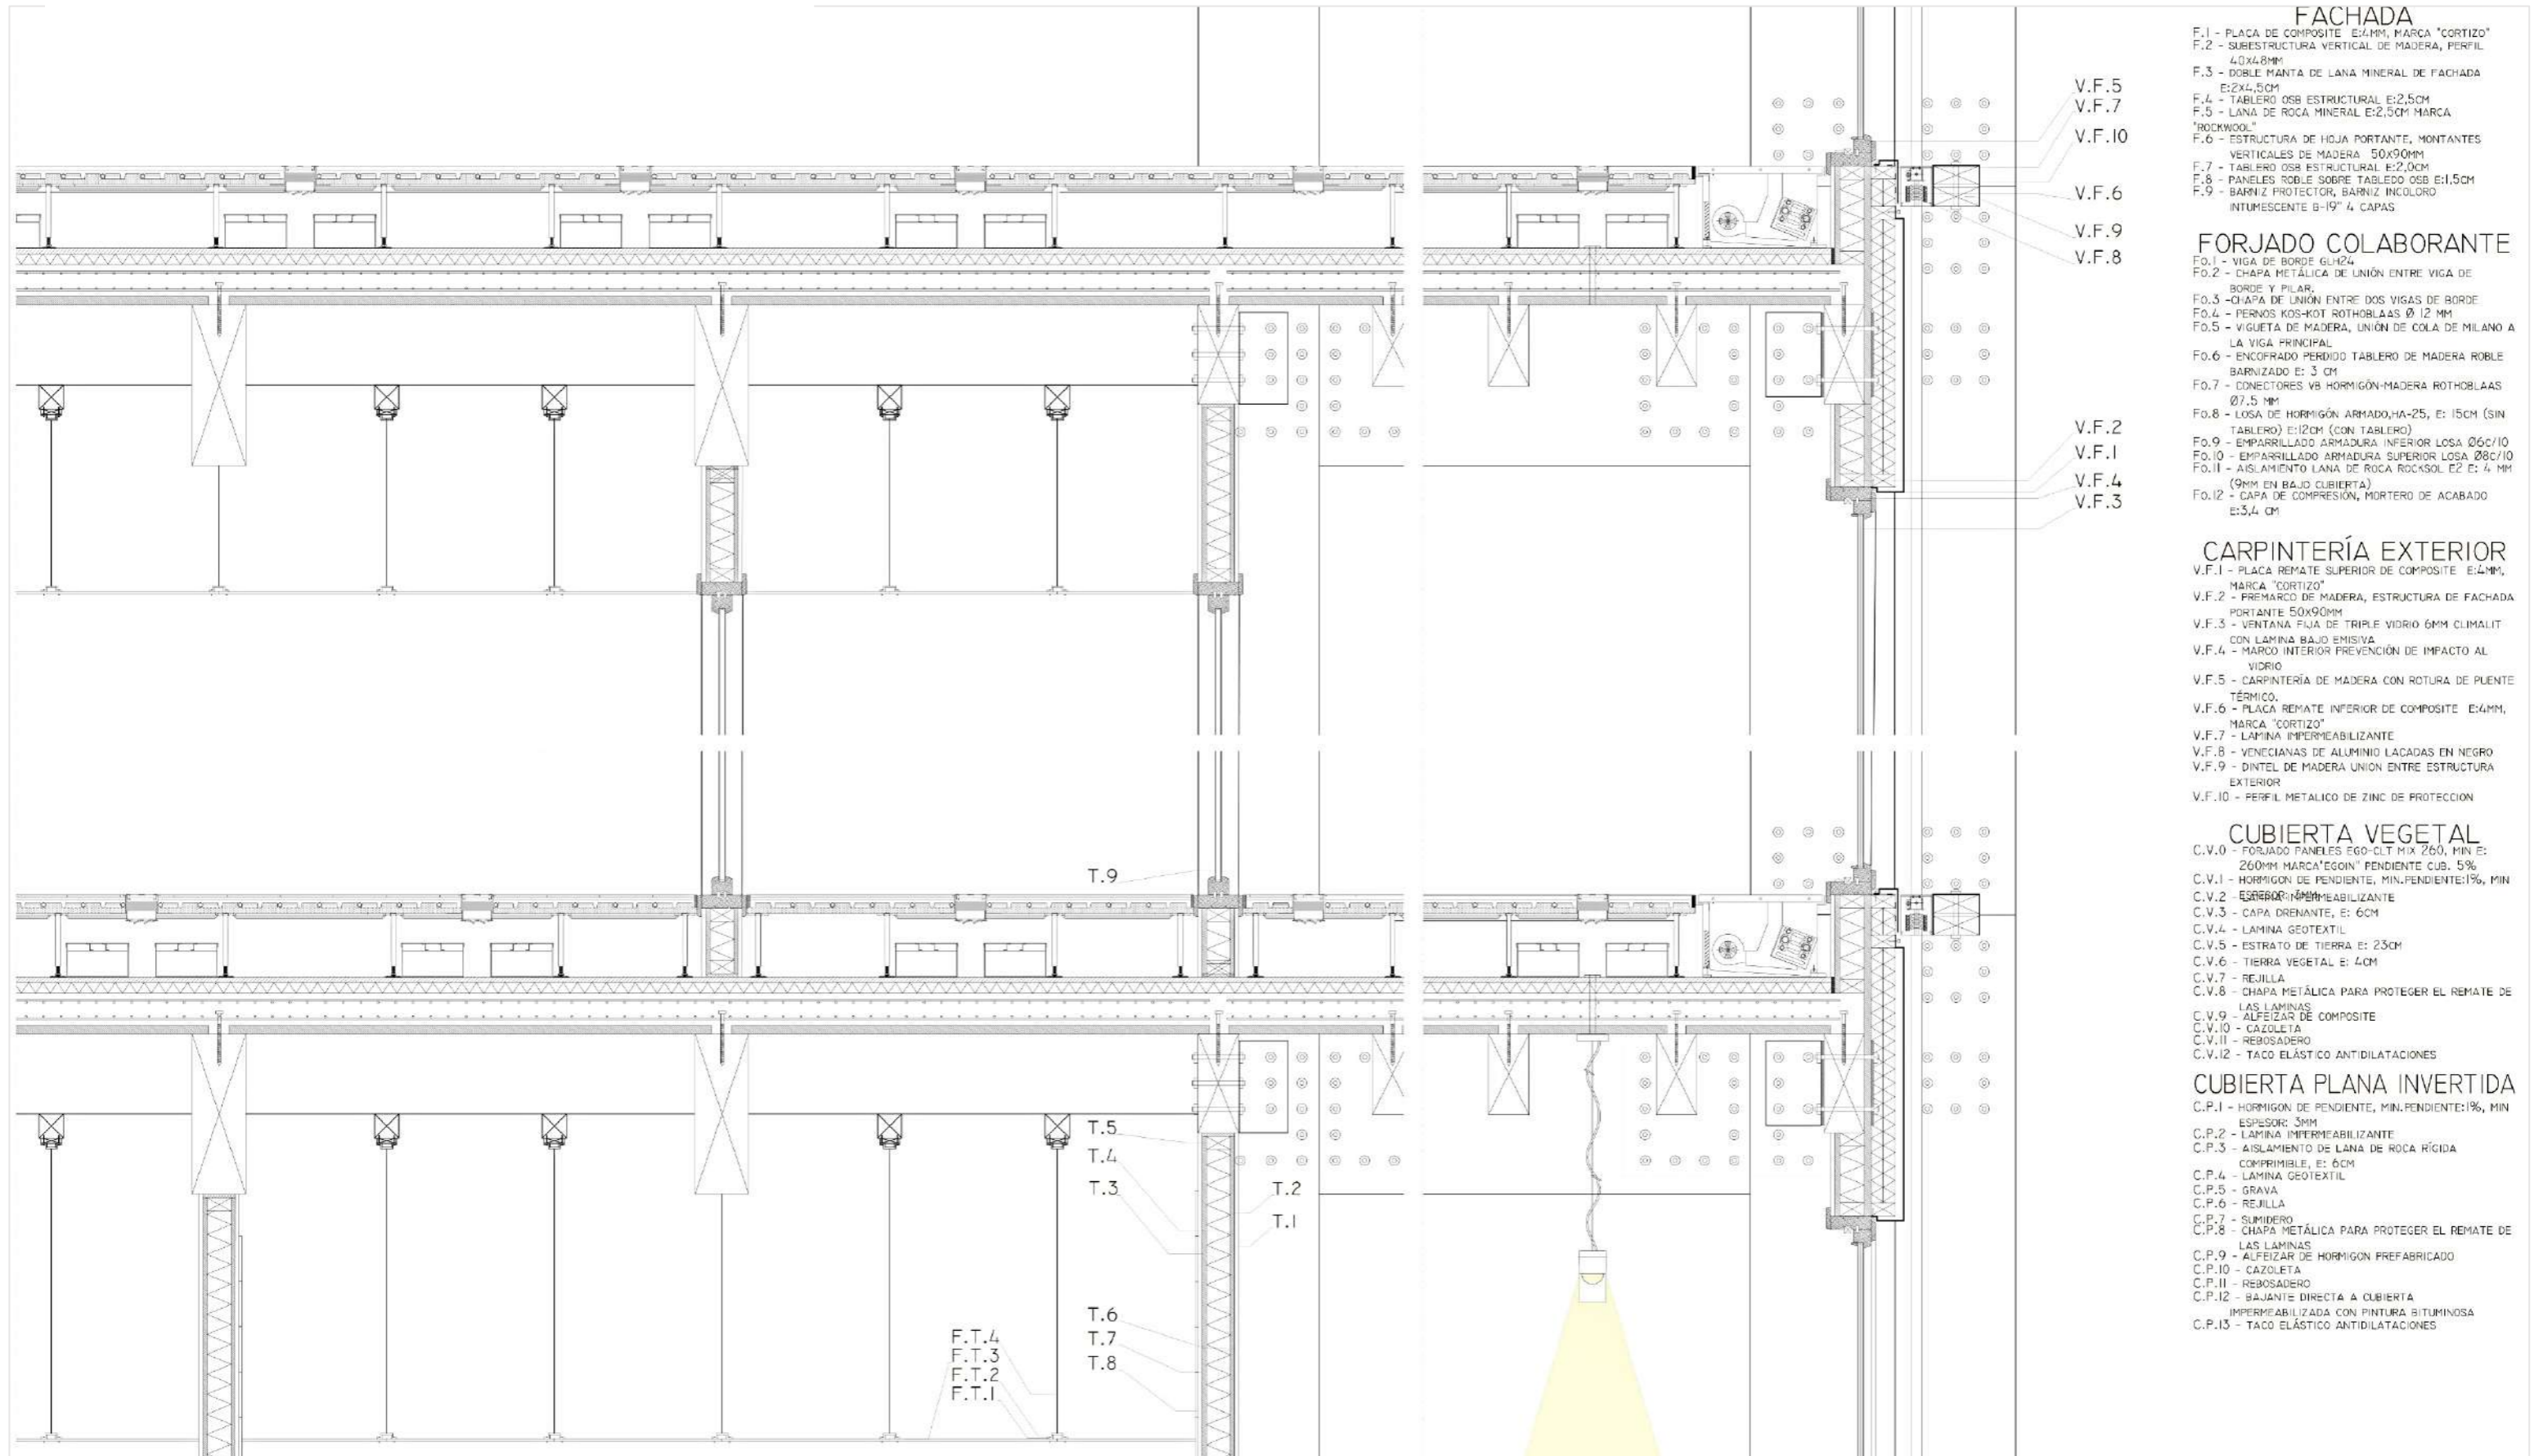 V.F.5
V.F.7
V.F.10
V.F.6
V.F.9
V.F.8
V.F.2
V.F.1
V.F.4
V.F.3
T.9
T.5
T.4
T.3
T.2
T.1
T.6
T.7
T.8
F.T.4
F.T.3
F.T.2
F.T.1
FACHADA
F.1 - PLACA DE COMPOSITE E:4MM, MARCA "CORTIZO"
F.2 - SUBESTRUCTURA VERTICAL DE MADERA, PERFIL
40X48MM
F.3 - DOBLE MANTA DE LANA MINERAL DE FACHADA
E:2X4,5CM
F.4 - TABLERO OSB ESTRUCTURAL E:2,5CM
F.5 - LANA DE ROCA MINERAL E:2,5CM MARCA
"ROCKWOOL"
F.6 - ESTRUCTURA DE HOJA PORTANTE, MONTANTES
VERTICALES DE MADERA 50X90MM
F.7 - TABLERO OSB ESTRUCTURAL E:2,0CM
F.8 - PANELES ROBLE SOBRE TABLEDO OSB E:1,5CM
F.9 - BARNIZ PROTECTOR, BARNIZ INCOLORO
INTUMESCENTE B-19" 4 CAPAS
FORJADO COLABORANTE
FO.1 - VIGA DE BORDE GLH24
FO.2 - CHAPA METÁLICA DE UNIÓN ENTRE VIGA DE
BORDE Y PILAR.
FO.3 -CHAPA DE UNIÓN ENTRE DOS VIGAS DE BORDE
FO.4 - PERNOS KOS-KOT ROTHOBLAAS Ø 12 MM
FO.5 - VIGUETA DE MADERA, UNIÓN DE COLA DE MILANO A
LA VIGA PRINCIPAL
FO.6 - ENCOFRADO PERDIDO TABLERO DE MADERA ROBLE
BARNIZADO E: 3 CM
FO.7 - CONECTORES VB HORMIGÓN-MADERA ROTHOBLAAS
Ø7.5 MM
FO.8 - LOSA DE HORMIGÓN ARMADO,HA-25, E: 15CM (SIN
TABLERO) E:12CM (CON TABLERO)
FO.9 - EMPARRILLADO ARMADURA INFERIOR LOSA Ø6C/10
FO.10 - EMPARRILLADO ARMADURA SUPERIOR LOSA Ø8C/10
FO.11 - AISLAMIENTO LANA DE ROCA ROCKSOL E2 E: 4 MM
(9MM EN BAJO CUBIERTA)
FO.12 - CAPA DE COMPRESIÓN, MORTERO DE ACABADO
E:3,4 CM
CARPINTERÍA EXTERIOR
V.F.1 - PLACA REMATE SUPERIOR DE COMPOSITE E:4MM,
MARCA "CORTIZO"
V.F.2 - PREMARCO DE MADERA, ESTRUCTURA DE FACHADA
PORTANTE 50X90MM
V.F.3 - VENTANA FIJA DE TRIPLE VIDRIO 6MM CLIMALIT
CON LAMINA BAJO EMISIVA
V.F.4 - MARCO INTERIOR PREVENCIÓN DE IMPACTO AL
VIDRIO
V.F.5 - CARPINTERÍA DE MADERA CON ROTURA DE PUENTE
TÉRMICO.
V.F.6 - PLACA REMATE INFERIOR DE COMPOSITE E:4MM,
MARCA "CORTIZO"
V.F.7 - LAMINA IMPERMEABILIZANTE
V.F.8 - VENECIANAS DE ALUMINIO LACADAS EN NEGRO
V.F.9 - DINTEL DE MADERA UNION ENTRE ESTRUCTURA
EXTERIOR
V.F.10 - PERFIL METALICO DE ZINC DE PROTECCION
CUBIERTA VEGETAL
C.V.0 - FORJADO PANELES EGO-CLT MIX 260, MIN E:
260MM MARCA"EGOIN" PENDIENTE CUB. 5%
C.V.1 - HORMIGON DE PENDIENTE, MIN.PENDIENTE:1%, MIN
ESPESOR: 3MM
C.V.2 - LAMINA IMPERMEABILIZANTE
C.V.3 - CAPA DRENANTE, E: 6CM
C.V.4 - LAMINA GEOTEXTIL
C.V.5 - ESTRATO DE TIERRA E: 23CM
C.V.6 - TIERRA VEGETAL E: 4CM
C.V.7 - REJILLA
C.V.8 - CHAPA METÁLICA PARA PROTEGER EL REMATE DE
LAS LAMINAS
C.V.9 - ALFEIZAR DE COMPOSITE
C.V.10 - CAZOLETA
C.V.11 - REBOSADERO
C.V.12 - TACO ELÁSTICO ANTIDILATACIONES
CUBIERTA PLANA INVERTIDA
C.P.1 - HORMIGON DE PENDIENTE, MIN.PENDIENTE:1%, MIN
ESPESOR: 3MM
C.P.2 - LAMINA IMPERMEABILIZANTE
C.P.3 - AISLAMIENTO DE LANA DE ROCA RÍGIDA
COMPRIMIBLE, E: 6CM
C.P.4 - LAMINA GEOTEXTIL
C.P.5 - GRAVA
C.P.6 - REJILLA
C.P.7 - SUMIDERO
C.P.8 - CHAPA METÁLICA PARA PROTEGER EL REMATE DE
LAS LAMINAS
C.P.9 - ALFEIZAR DE HORMIGON PREFABRICADO
C.P.10 - CAZOLETA
C.P.11 - REBOSADERO
C.P.12 - BAJANTE DIRECTA A CUBIERTA
IMPERMEABILIZADA CON PINTURA BITUMINOSA
C.P.13 - TACO ELÁSTICO ANTIDILATACIONES